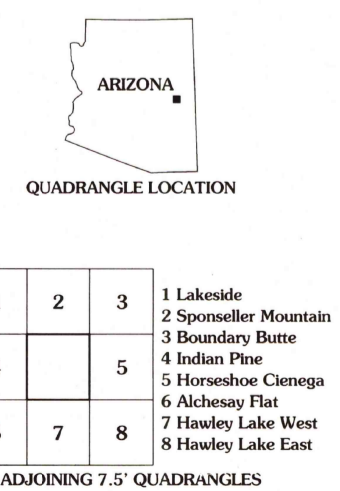 ARIZONA
QUADRANGLE LOCATION
2 3
5
7 8
1 Lakeside
2 Sponseller Mountain
3 Boundary Butte
4 Indian Pine
5 Horseshoe Cienega
6 Alchesay Flat
7 Hawley Lake West
8 Hawley Lake East
ADJOINING 7.5' QUADRANGLES